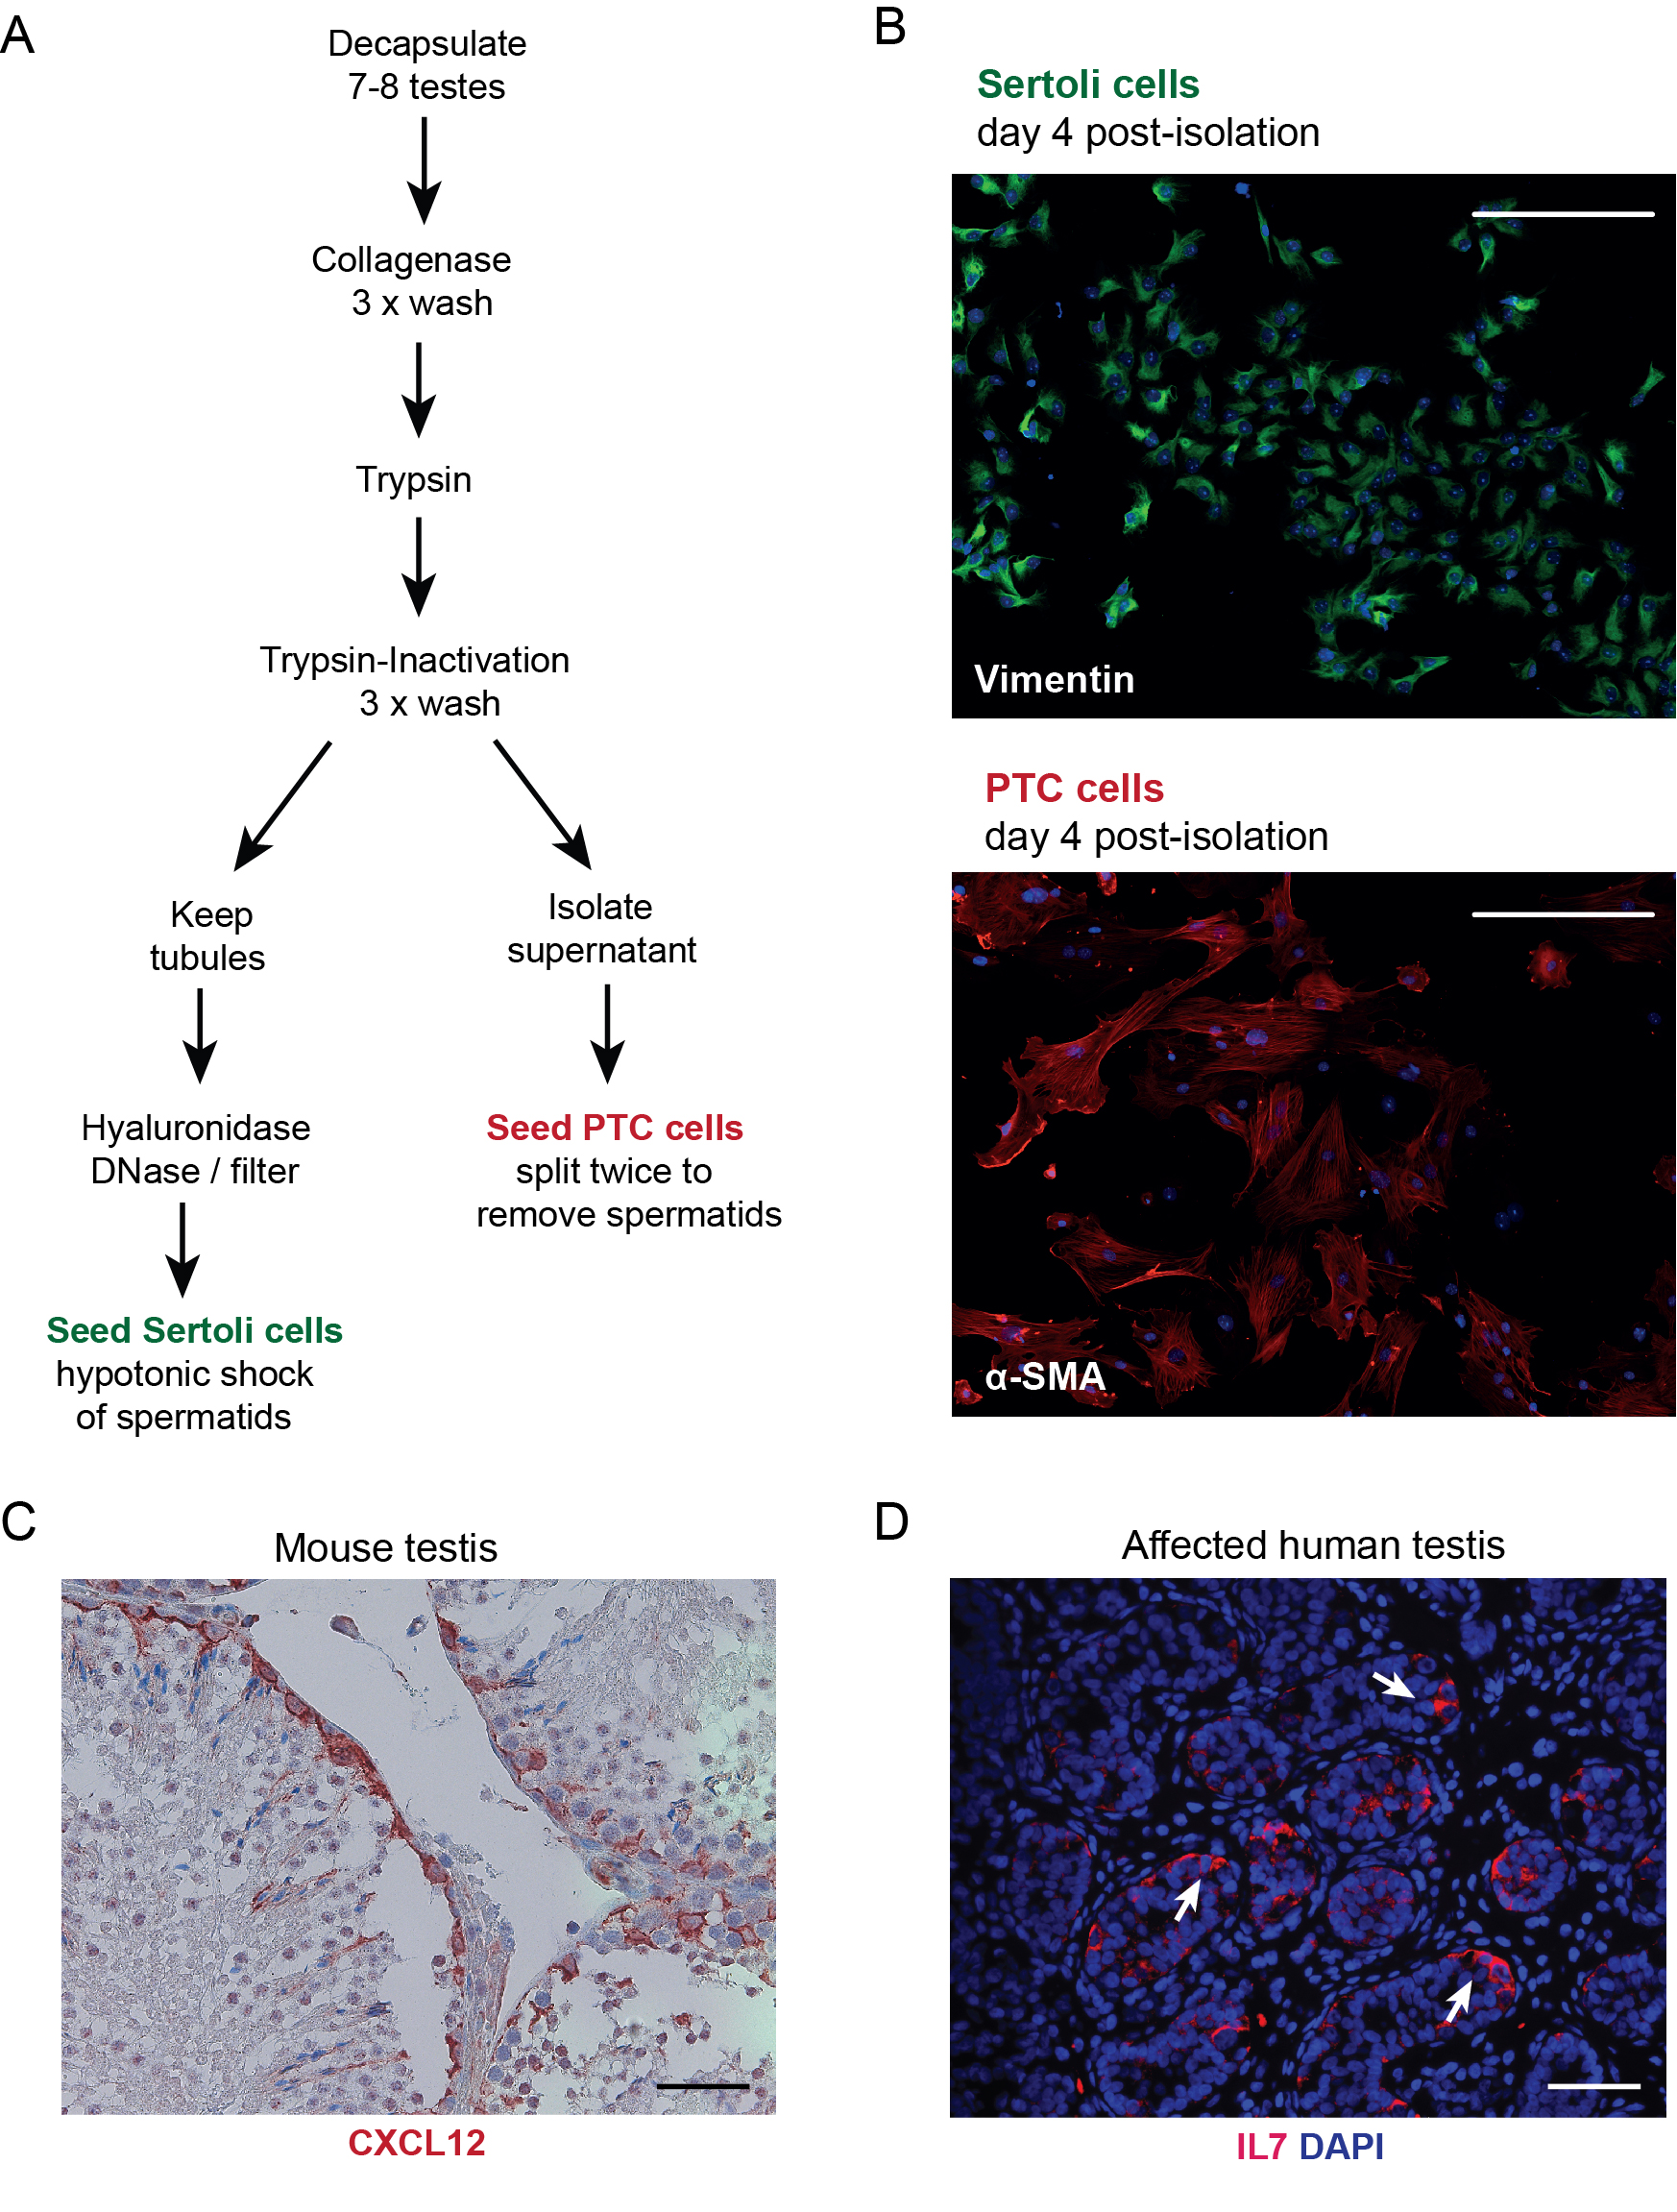 A
Decapsulate
7-8 testes
Collagenase
3 x wash
Trypsin
Trypsin-Inactivation
3 x wash
Keep
tubules
Isolate
supernatant
Hyaluronidase
DNase / filter
Seed PTC cells
split twice to
remove spermatids
Seed Sertoli cells
hypotonic shock
of spermatids
B
Sertoli cells
day 4 post-isolation
Vimentin
PTC cells
day 4 post-isolation
α-SMA
C
Mouse testis
CXCL12
D
Affected human testis
IL7 DAPI